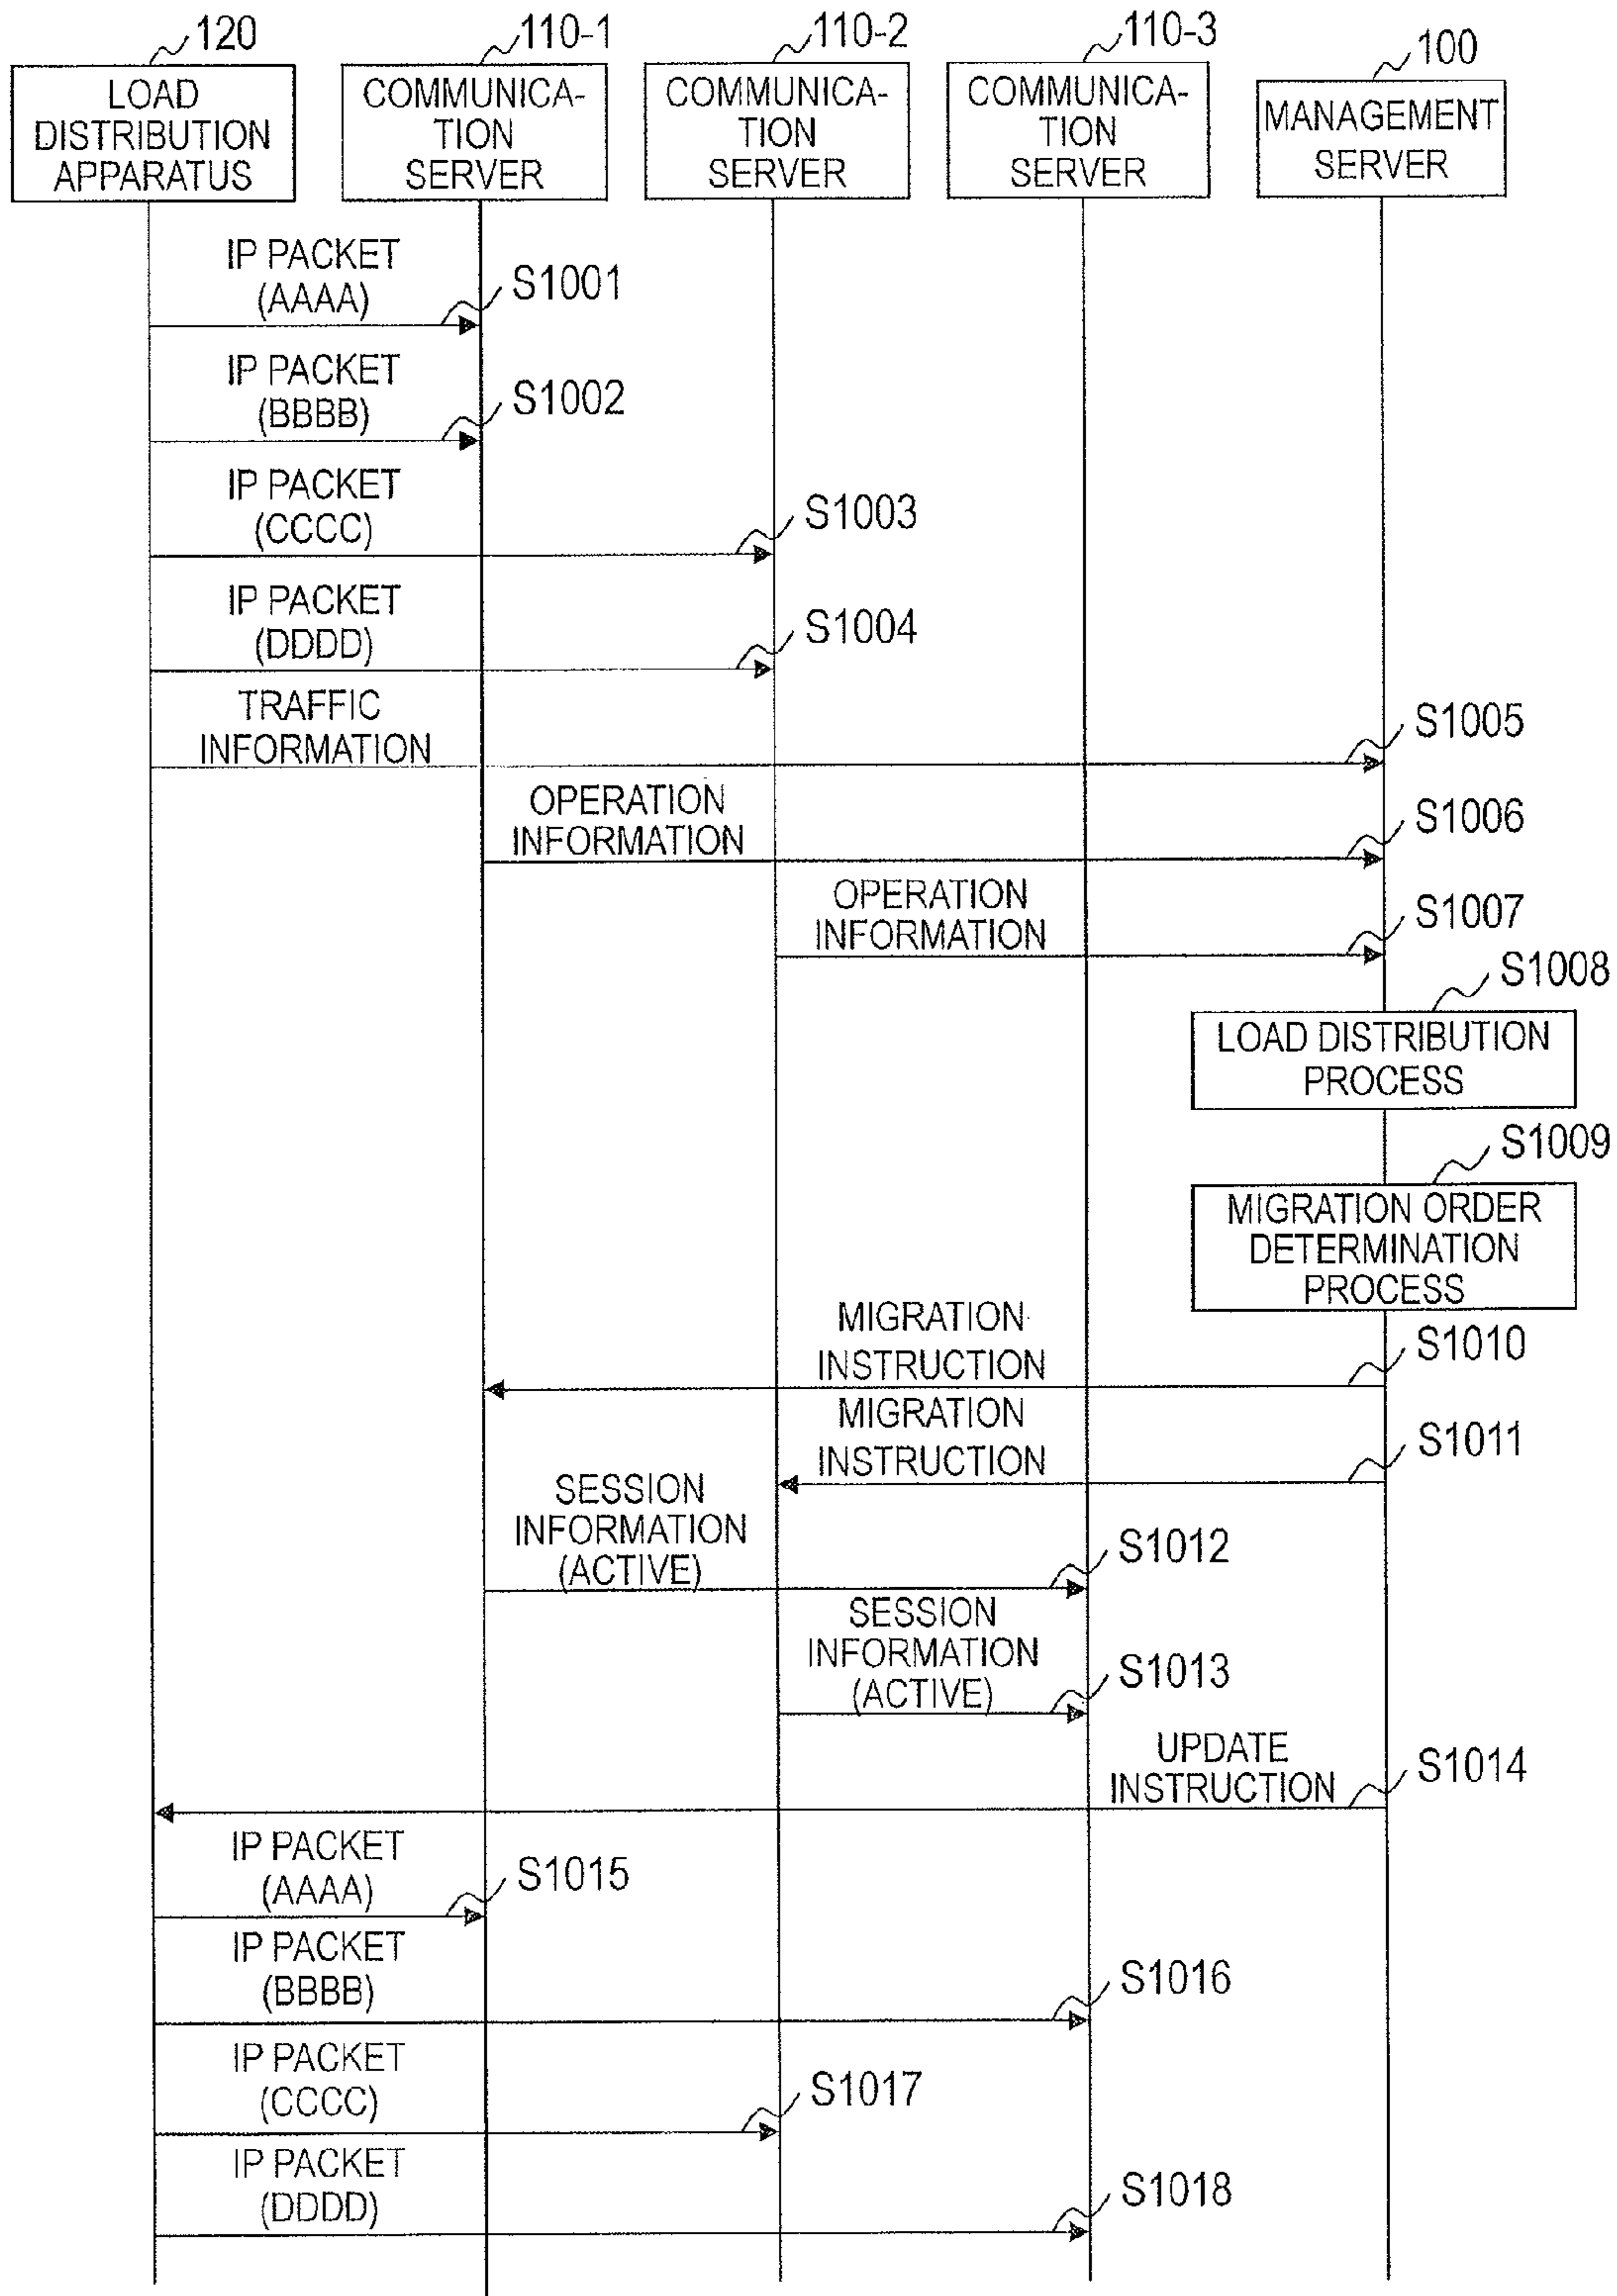 120
110-1
110-2
110-3
100
LOAD
DISTRIBUTION
APPARATUS
COMMUNICA-
TION
SERVER
COMMUNICA-
TION
SERVER
COMMUNICA-
TION
SERVER
MANAGEMENT
SERVER
IP PACKET
(AAAA)
S1001
IP PACKET
(BBBB)
S1002
IP PACKET
(CCCC)
S1003
IP PACKET
(DDDD)
S1004
TRAFFIC
INFORMATION
S1005
OPERATION
INFORMATION
S1006
OPERATION
INFORMATION
S1007
S1008
LOAD DISTRIBUTION
PROCESS
S1009
MIGRATION ORDER
DETERMINATION
PROCESS
MIGRATION
INSTRUCTION
S1010
MIGRATION
INSTRUCTION
S1011
SESSION
INFORMATION
(ACTIVE)
S1012
SESSION
INFORMATION
(ACTIVE)
S1013
UPDATE
INSTRUCTION
S1014
IP PACKET
(AAAA)
S1015
IP PACKET
(BBBB)
S1016
IP PACKET
(CCCC)
S1017
IP PACKET
(DDDD)
S1018